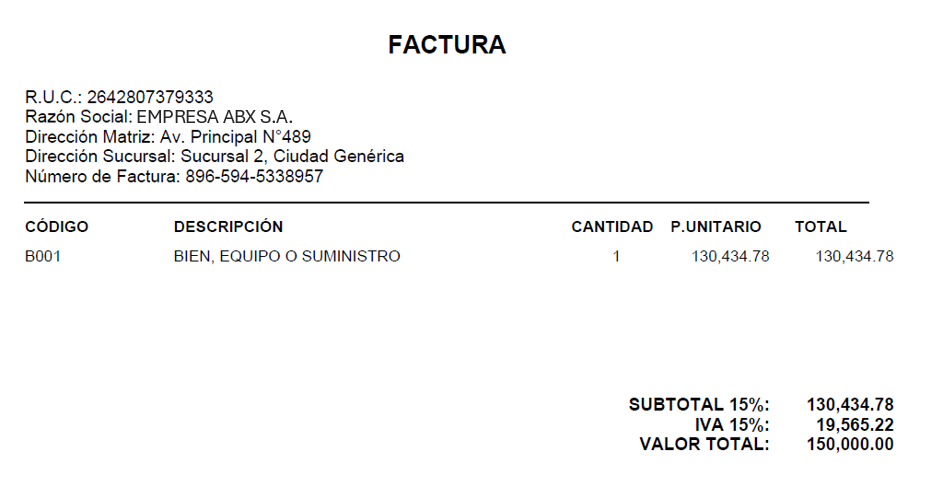 FACTURA
R.U.C.: 2642807379333
Razón Social: EMPRESA ABX S.A.
Dirección Matriz: Av. Principal N°489
Dirección Sucursal: Sucursal 2, Ciudad Genérica
Número de Factura: 896-594-5338957
CÓDIGO DESCRIPCIÓN CANTIDAD P.UNITARIO TOTAL
B001 BIEN, EQUIPO O SUMINISTRO 1 130,434.78 130,434.78
SUBTOTAL 15%: 130,434.78
IVA 15%: 19,565.22
VALOR TOTAL: 150,000.00